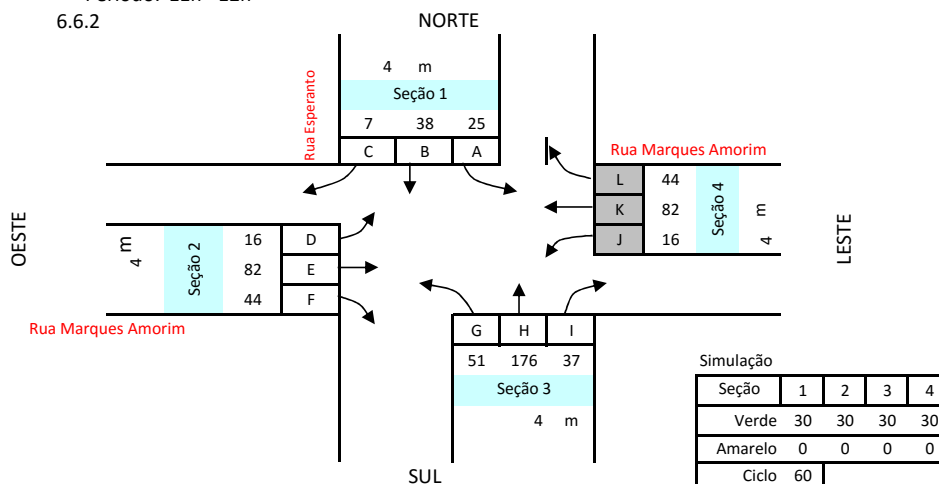 6.6.2
NORTE
4 m
Seção 1
7 38 25
C B A
Rua Esperanto
Rua Marques Amorim
L 44
K 82
J 16
Seção 4
4 m
LESTE
OESTE
4 m
Seção 2
16 D
82 E
44 F
Rua Marques Amorim
G H I
51 176 37
Seção 3
4 m
SUL
Simulação
Seção 1 2 3 4
Verde 30 30 30 30
Amarelo 0 0 0 0
Ciclo 60